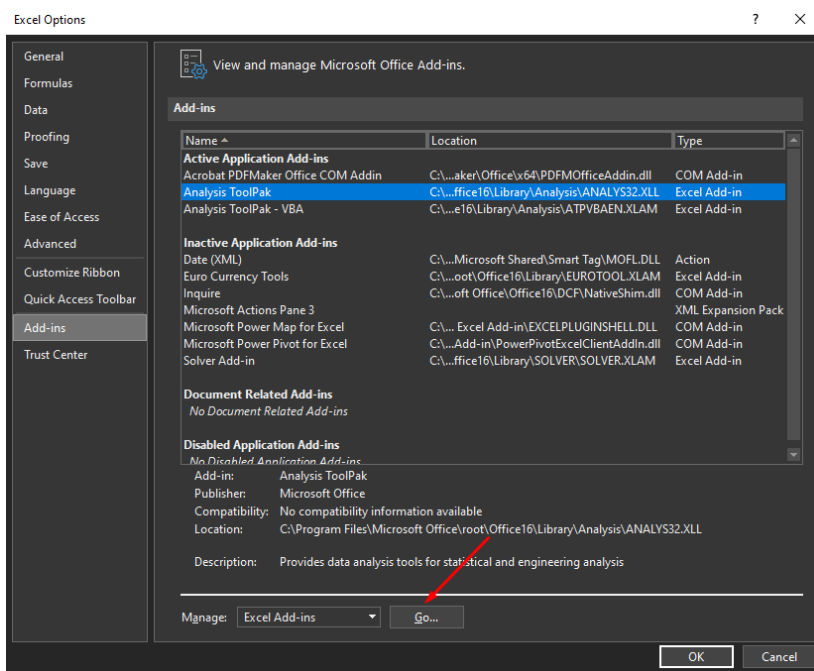 Excel Options ? ×
General
Formulas
Data
Proofing
Save
Language
Ease of Access
Advanced
Customize Ribbon
Quick Access Toolbar
Add-ins
Trust Center
View and manage Microsoft Office Add-ins.
Add-ins
Name Location Type
Active Application Add-ins
Acrobat PDFMaker Office COM Addin C:\...aker\Office\x64\PDFMOfficeAddin.dll COM Add-in
Analysis ToolPak C:\...ffice16\Library\Analysis\ANALYS32.XLL Excel Add-in
Analysis ToolPak - VBA C:\...e16\Library\Analysis\ATPVBAEN.XLAM Excel Add-in
Inactive Application Add-ins
Date (XML) C:\...Microsoft Shared\Smart Tag\MOFL.DLL Action
Euro Currency Tools C:\...oot\Office16\Library\EUROTOOL.XLAM Excel Add-in
Inquire C:\...oft Office\Office16\DCF\NativeShim.dll COM Add-in
Microsoft Actions Pane 3 XML Expansion Pack
Microsoft Power Map for Excel C:\... Excel Add-in\EXCELPLUGINSHELL.DLL COM Add-in
Microsoft Power Pivot for Excel C:\...Add-in\PowerPivotExcelClientAddIn.dll COM Add-in
Solver Add-in C:\...ffice16\Library\SOLVER\SOLVER.XLAM Excel Add-in
Document Related Add-ins
No Document Related Add-ins
Disabled Application Add-ins
No Disabled Application Add-ins
Add-in: Analysis ToolPak
Publisher: Microsoft Office
Compatibility: No compatibility information available
Location: C:\Program Files\Microsoft Office\root\Office16\Library\Analysis\ANALYS32.XLL
Description: Provides data analysis tools for statistical and engineering analysis
Manage: Excel Add-ins Go...
OK Cancel